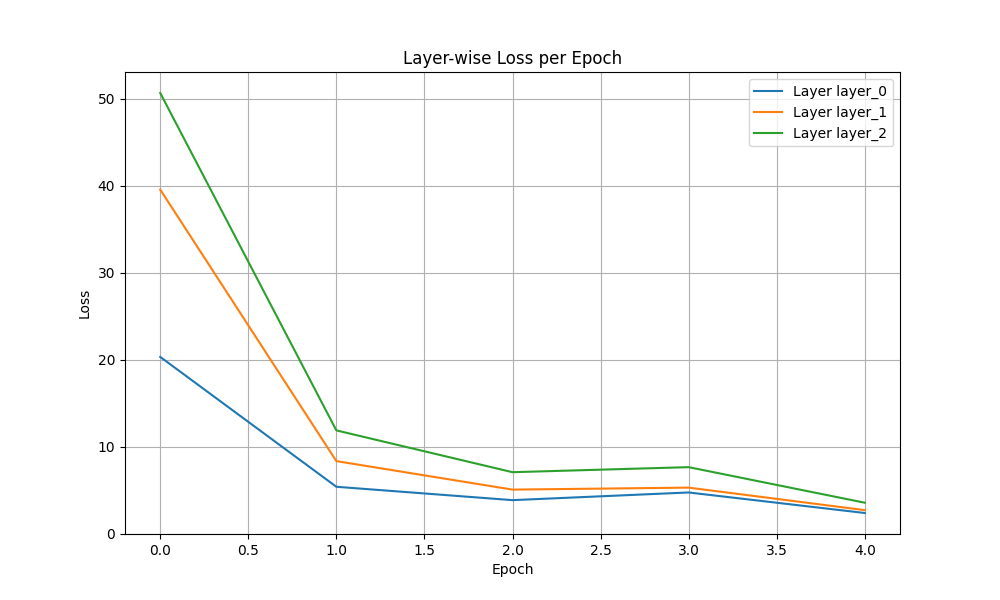 Layer-wise Loss per Epoch
Layer layer_0
Layer layer_1
Layer layer_2
50
40
30
20
10
0
Loss
0.0 0.5 1.0 1.5 2.0 2.5 3.0 3.5 4.0
Epoch